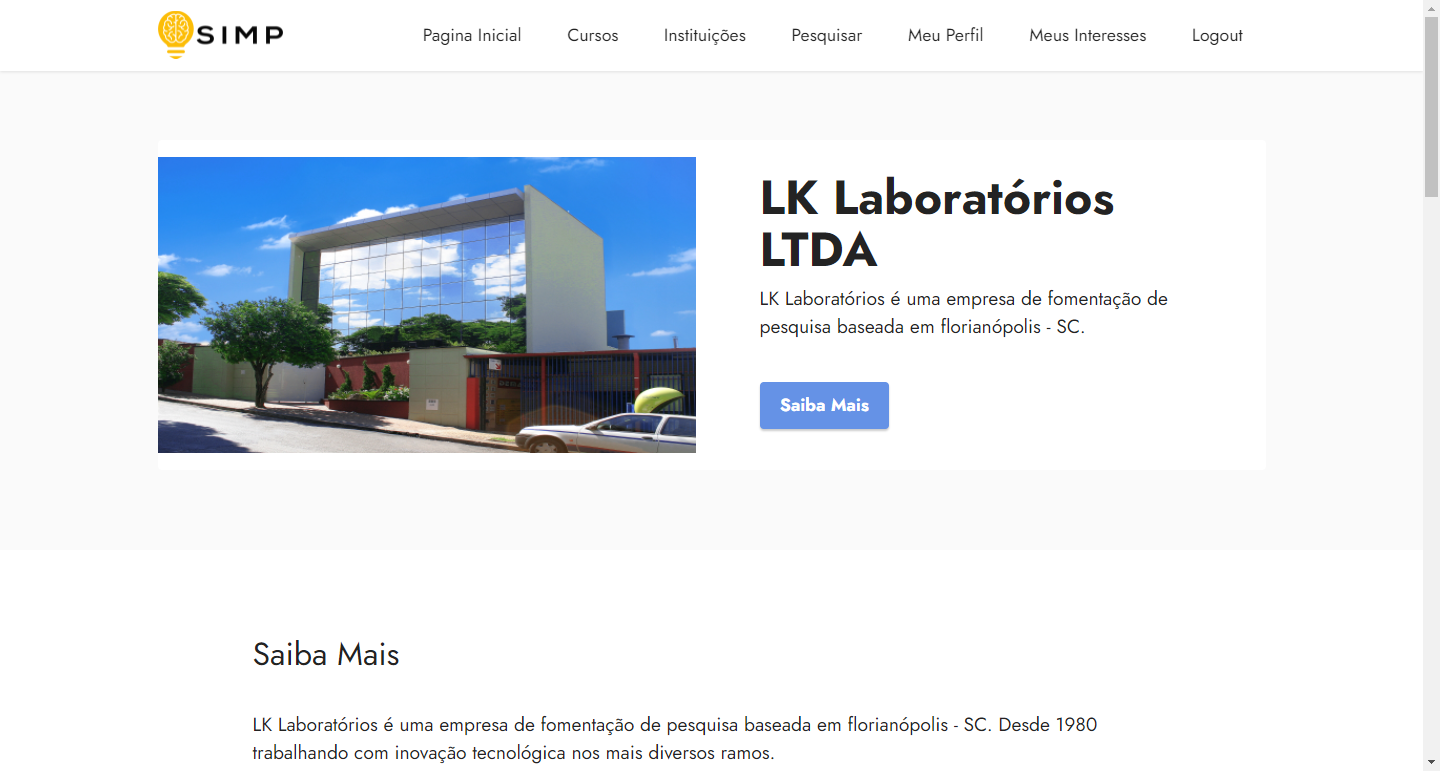 SIMP
Pagina Inicial
Cursos
Instituições
Pesquisar
Meu Perfil
Meus Interesses
Logout
LK Laboratórios
LTDA
LK Laboratórios é uma empresa de fomentação de
pesquisa baseada em florianópolis - SC.
Saiba Mais
Saiba Mais
LK Laboratórios é uma empresa de fomentação de pesquisa baseada em florianópolis - SC. Desde 1980
trabalhando com inovação tecnológica nos mais diversos ramos.